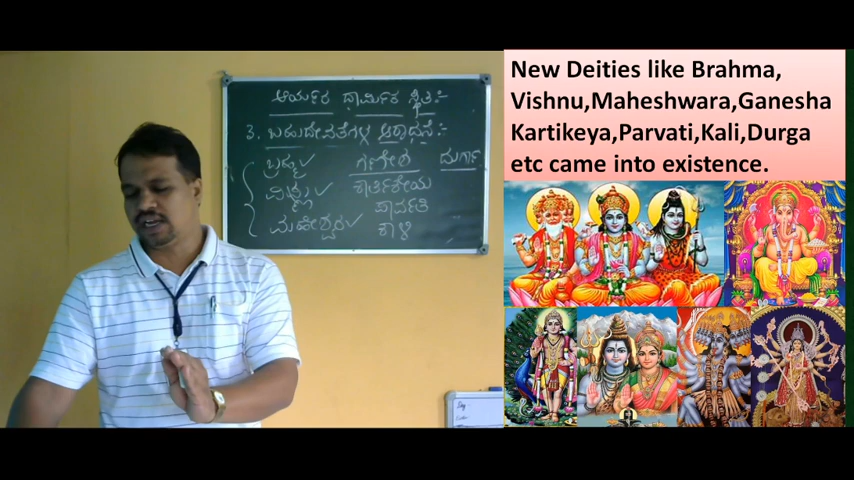 ಆರ್ಯರ ಧಾರ್ಮಿಕ ಸ್ಥಿತಿ:-
3. ಬಹುದೇವತೆಗಳ ಆರಾಧನೆ:-
ಬ್ರಹ್ಮ ✓ ಗಣೇಶ ದುರ್ಗಾ
ವಿಷ್ಣು ✓ ಕಾರ್ತಿಕೇಯ
ಮಹೇಶ್ವರ ✓ ಪಾರ್ವತಿ
ಕಾಳಿ
New Deities like Brahma,
Vishnu,Maheshwara,Ganesha
Kartikeya,Parvati,Kali,Durga
etc came into existence.